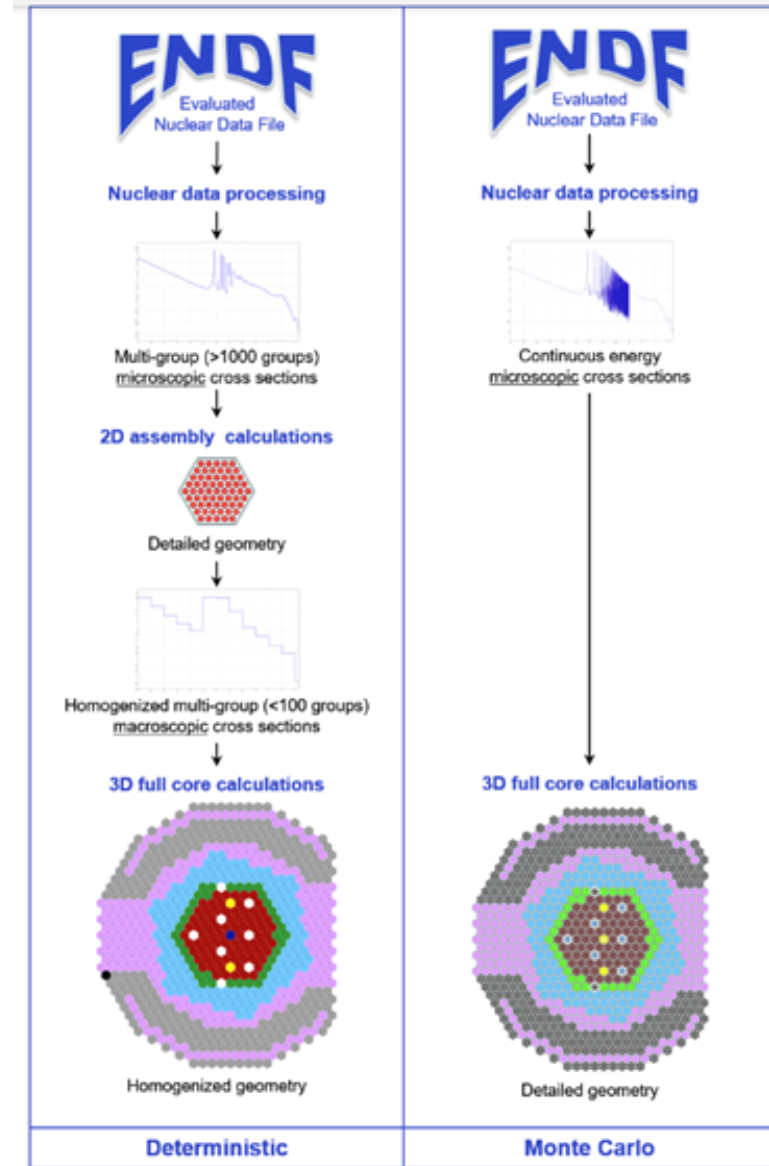 ENDF
Evaluated
Nuclear Data File
Nuclear data processing
Multi-group (>1000 groups)
microscopic cross sections
2D assembly calculations
Detailed geometry
Homogenized multi-group (<100 groups)
macroscopic cross sections
3D full core calculations
Homogenized geometry
Deterministic
ENDF
Evaluated
Nuclear Data File
Nuclear data processing
Continuous energy
microscopic cross sections
3D full core calculations
Detailed geometry
Monte Carlo